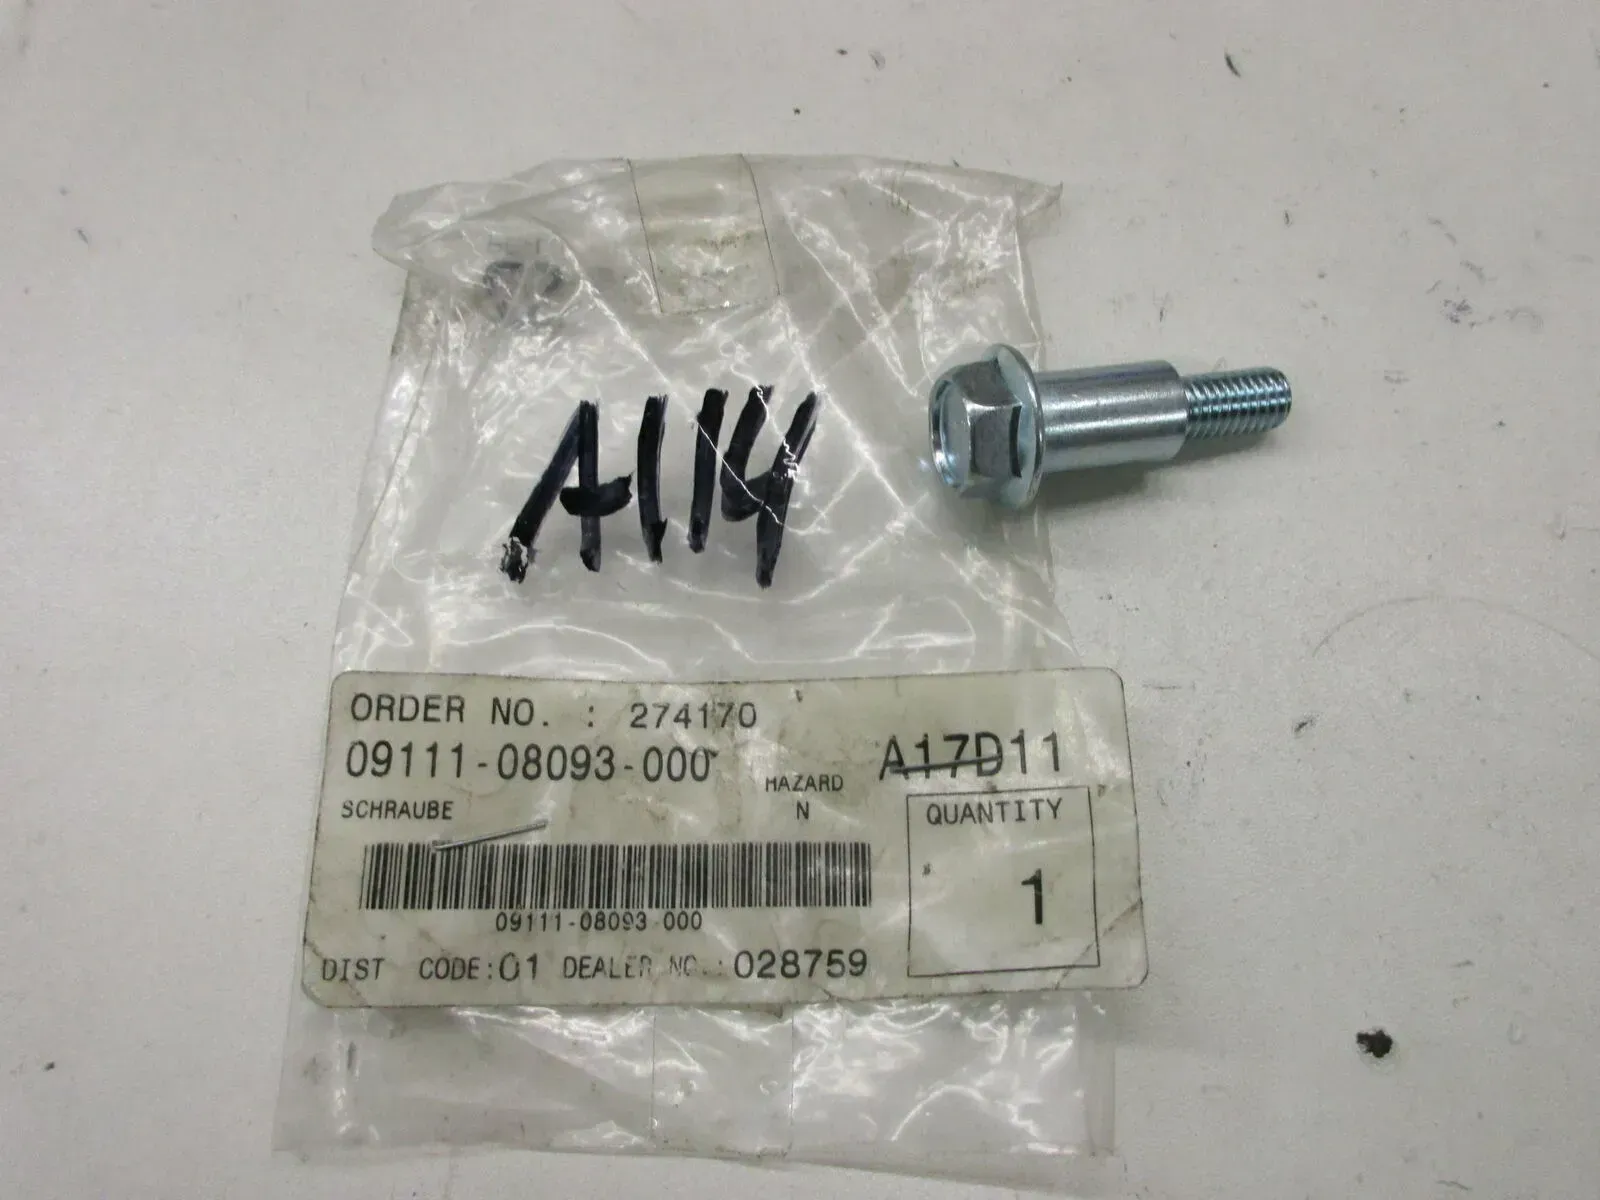 A114
ORDER NO. : 274170
09111-08093-000
A17D11
HAZARD
SCHRAUBE
N
QUANTITY
1
09111-08093-000
DIST CODE:01 DEALER NO.:028759